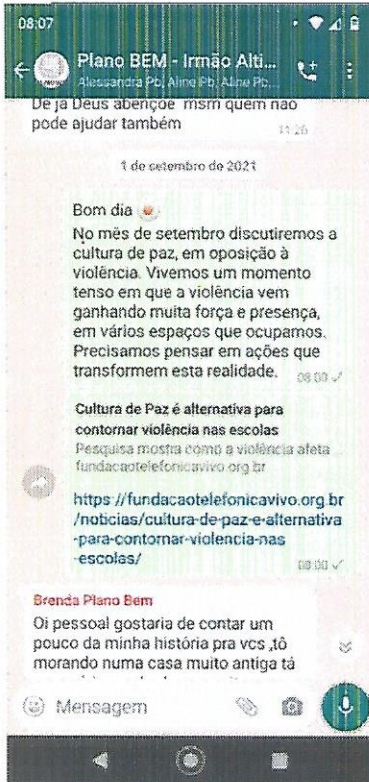 08:07
Plano BEM - Irmão Alti...
Alessandra Pb, Aline Pb, Aline Pb...
De já Deus abençoe msm quem não
pode ajudar também
11:26
1 de setembro de 2021
Bom dia
No mês de setembro discutiremos a
cultura de paz, em oposição à
violência. Vivemos um momento
tenso em que a violência vem
ganhando muita força e presença,
em vários espaços que ocupamos.
Precisamos pensar em ações que
transformem esta realidade.
08:00
Cultura de Paz é alternativa para
contornar violência nas escolas
Pesquisa mostra como a violência afeta
fundacaotelefonicavivo.org.br
https://fundacaotelefonicavivo.org.br
/noticias/cultura-de-paz-e-alternativa
-para-contornar-violencia-nas
-escolas/
08:00
Brenda Plano Bem
Oi pessoal gostaria de contar um
pouco da minha história pra vcs ,tô
morando numa casa muito antiga tá
Mensagem